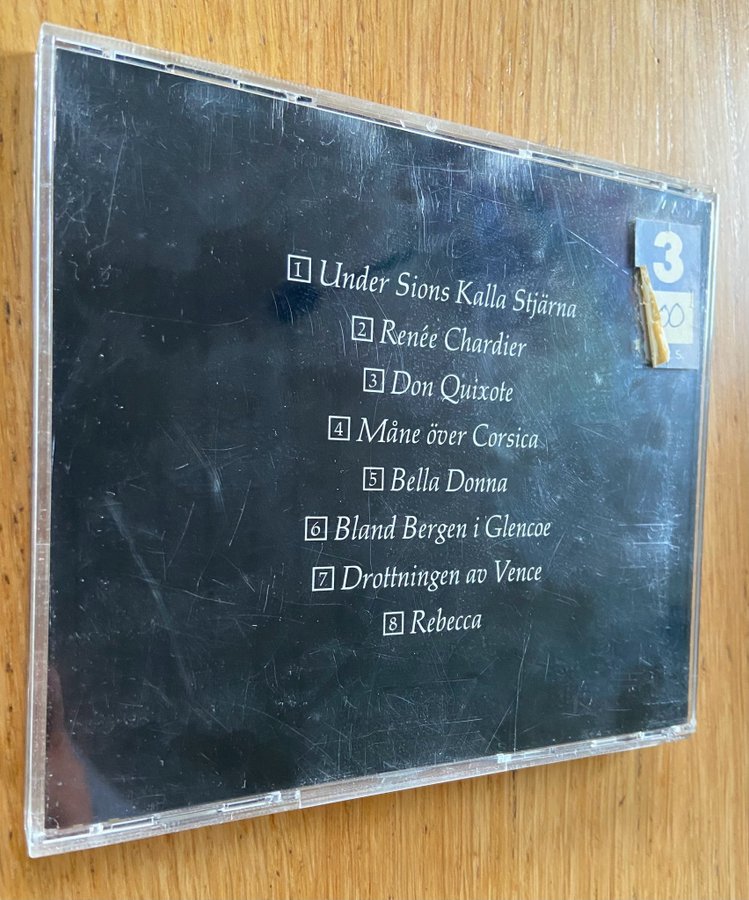 1 Under Sions Kalla Stjärna
2 Renée Chardier
3 Don Quixote
4 Måne över Corsica
5 Bella Donna
6 Bland Bergen i Glencoe
7 Drottningen av Vence
8 Rebecca
3